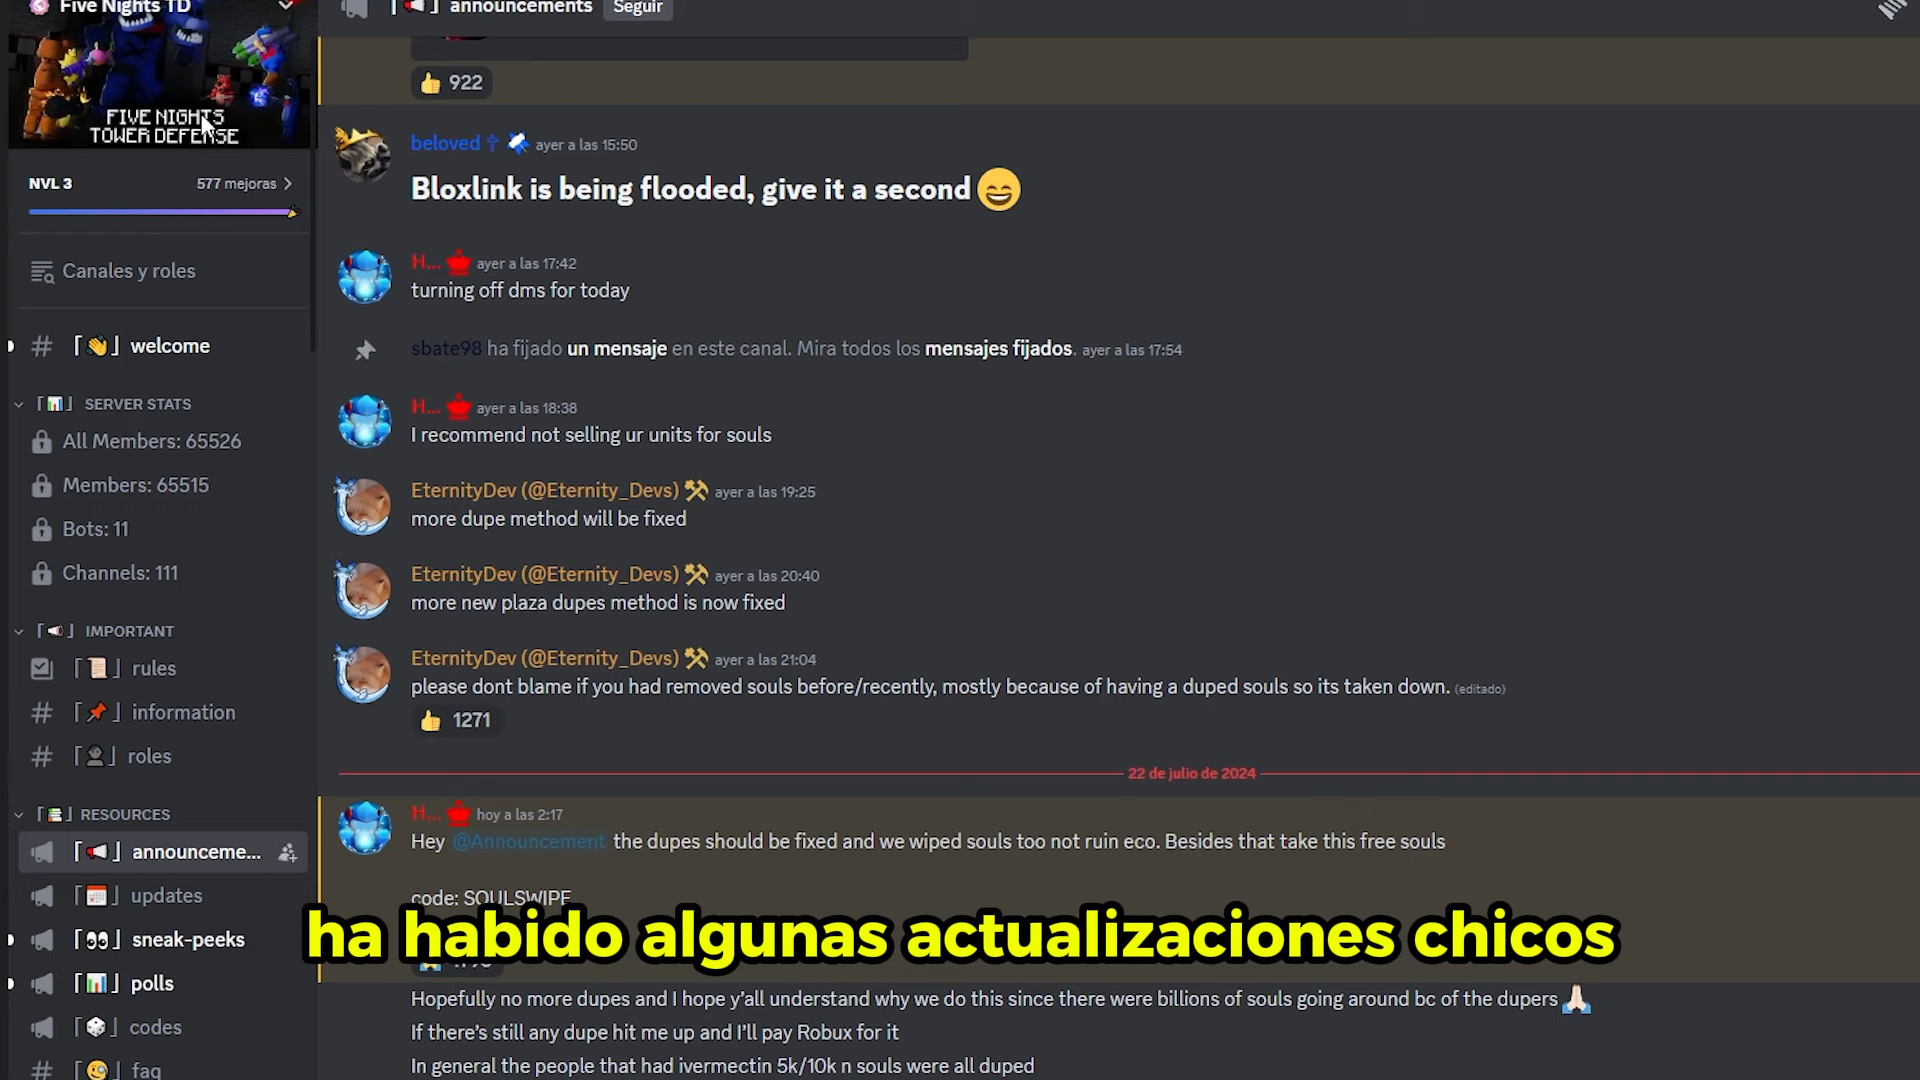 Five Nights TD
FIVE NIGHTS
TOWER DEFENSE
NVL 3
577 mejoras
Canales y roles
# 「👋」 welcome
「📊」 SERVER STATS
All Members: 65526
Members: 65515
Bots: 11
Channels: 111
「📢」 IMPORTANT
「📜」 rules
# 「📌」 information
# 「👤」 roles
「📚」 RESOURCES
「📢」 announceme...
「📅」 updates
「👀」 sneak-peeks
「📊」 polls
「🎲」 codes
# 「🧐」 faq
「📢」 announcements Seguir
👍 922
beloved ✝ ayer a las 15:50
Bloxlink is being flooded, give it a second 😄
H... ayer a las 17:42
turning off dms for today
sbate98 ha fijado un mensaje en este canal. Mira todos los mensajes fijados. ayer a las 17:54
H... ayer a las 18:38
I recommend not selling ur units for souls
EternityDev (@Eternity_Devs) ⚒ ayer a las 19:25
more dupe method will be fixed
EternityDev (@Eternity_Devs) ⚒ ayer a las 20:40
more new plaza dupes method is now fixed
EternityDev (@Eternity_Devs) ⚒ ayer a las 21:04
please dont blame if you had removed souls before/recently, mostly because of having a duped souls so its taken down. (editado)
👍 1271
22 de julio de 2024
H... hoy a las 2:17
Hey @Announcement the dupes should be fixed and we wiped souls too not ruin eco. Besides that take this free souls
code: SOULSWIPE
ha habido algunas actualizaciones chicos
Hopefully no more dupes and I hope y'all understand why we do this since there were billions of souls going around bc of the dupers 🙏🏻
If there's still any dupe hit me up and I'll pay Robux for it
In general the people that had ivermectin 5k/10k n souls were all duped